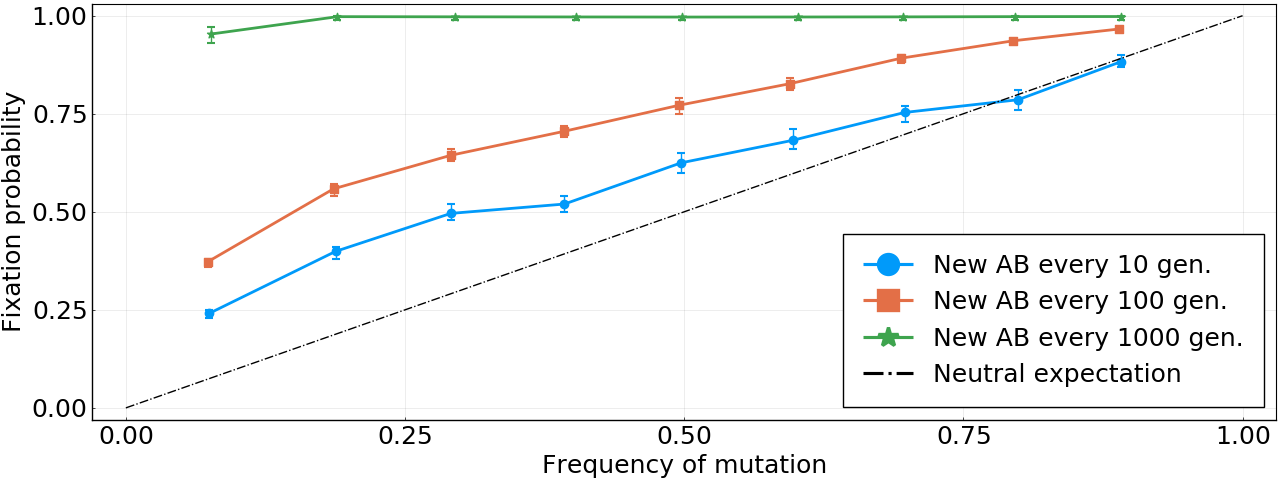 Fixation probability
1.00
0.75
0.50
0.25
0.00
New AB every 10 gen.
New AB every 100 gen.
New AB every 1000 gen.
Neutral expectation
0.00 0.25 0.50 0.75 1.00
Frequency of mutation